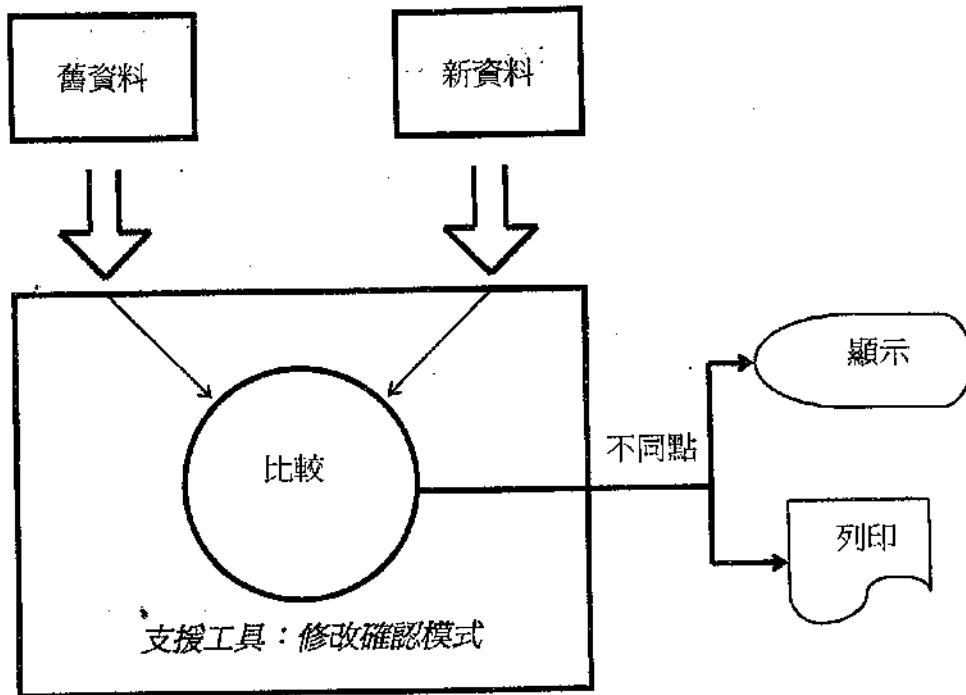 舊資料
新資料
顯示
不同點
比較
列印
支援工具：修改確認模式